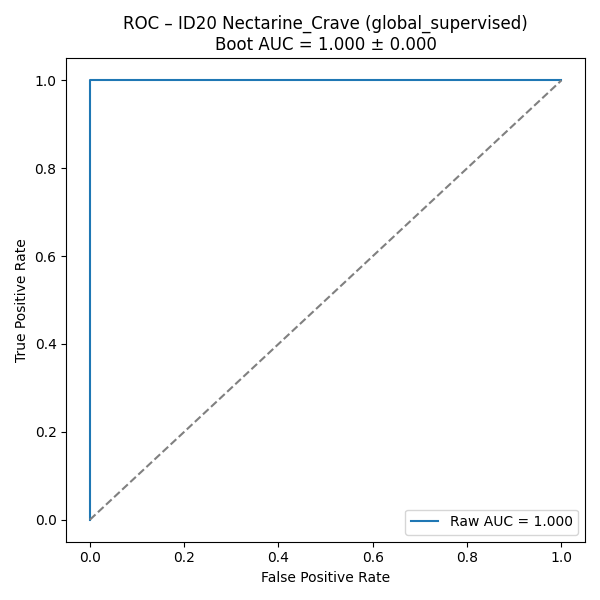 ROC – ID20 Nectarine_Crave (global_supervised)
Boot AUC = 1.000 ± 0.000
True Positive Rate
1.0
0.8
0.6
0.4
0.2
0.0
Raw AUC = 1.000
0.0 0.2 0.4 0.6 0.8 1.0
False Positive Rate